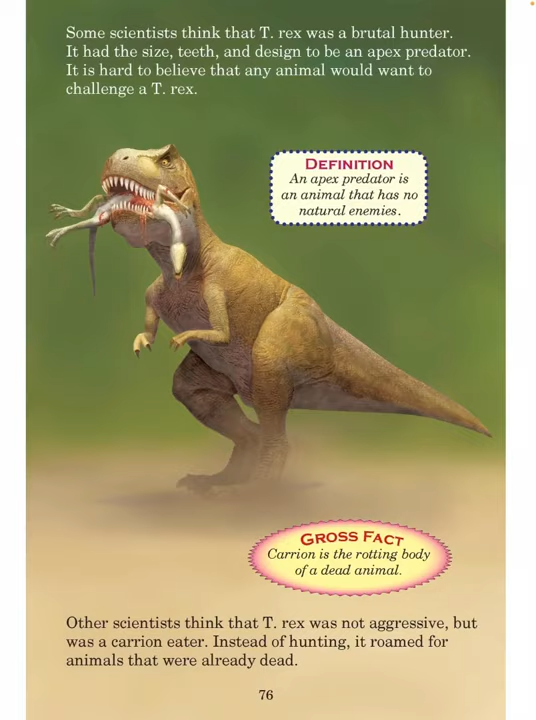 Some scientists think that T. rex was a brutal hunter.
It had the size, teeth, and design to be an apex predator.
It is hard to believe that any animal would want to
challenge a T. rex.
DEFINITION
An apex predator is
an animal that has no
natural enemies.
GROSS FACT
Carrion is the rotting body
of a dead animal.
Other scientists think that T. rex was not aggressive, but
was a carrion eater. Instead of hunting, it roamed for
animals that were already dead.
76